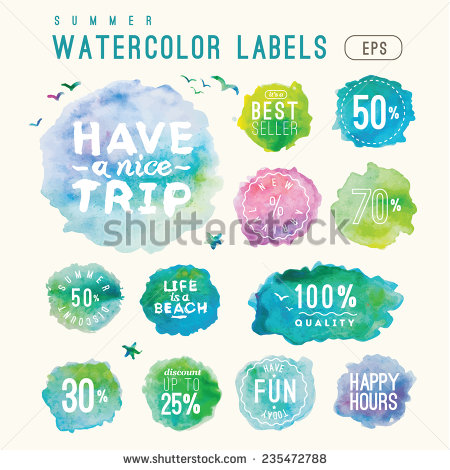 SUMMER
WATERCOLOR LABELS
EPS
HAVE
a nice
TRIP
it's a
BEST
SELLER
50%
NEW
%
70%
shutterstock
SUMMER
50%
DISCOUNT
LIFE
is a
BEACH
100%
QUALITY
30%
discount
UP TO
25%
HAVE
FUN
TODAY
HAPPY
HOURS
www.shutterstock.com · 235472788